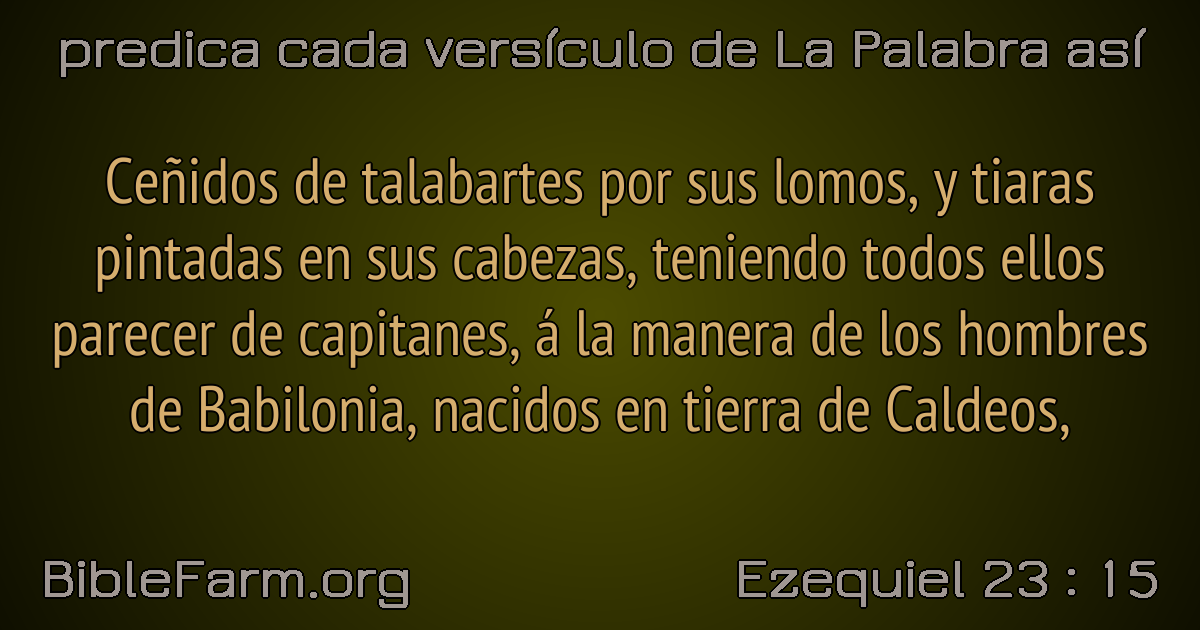 predica cada versículo de La Palabra así
Ceñidos de talabartes por sus lomos, y tiaras
pintadas en sus cabezas, teniendo todos ellos
parecer de capitanes, á la manera de los hombres
de Babilonia, nacidos en tierra de Caldeos,
BibleFarm.org
Ezequiel 23 : 15